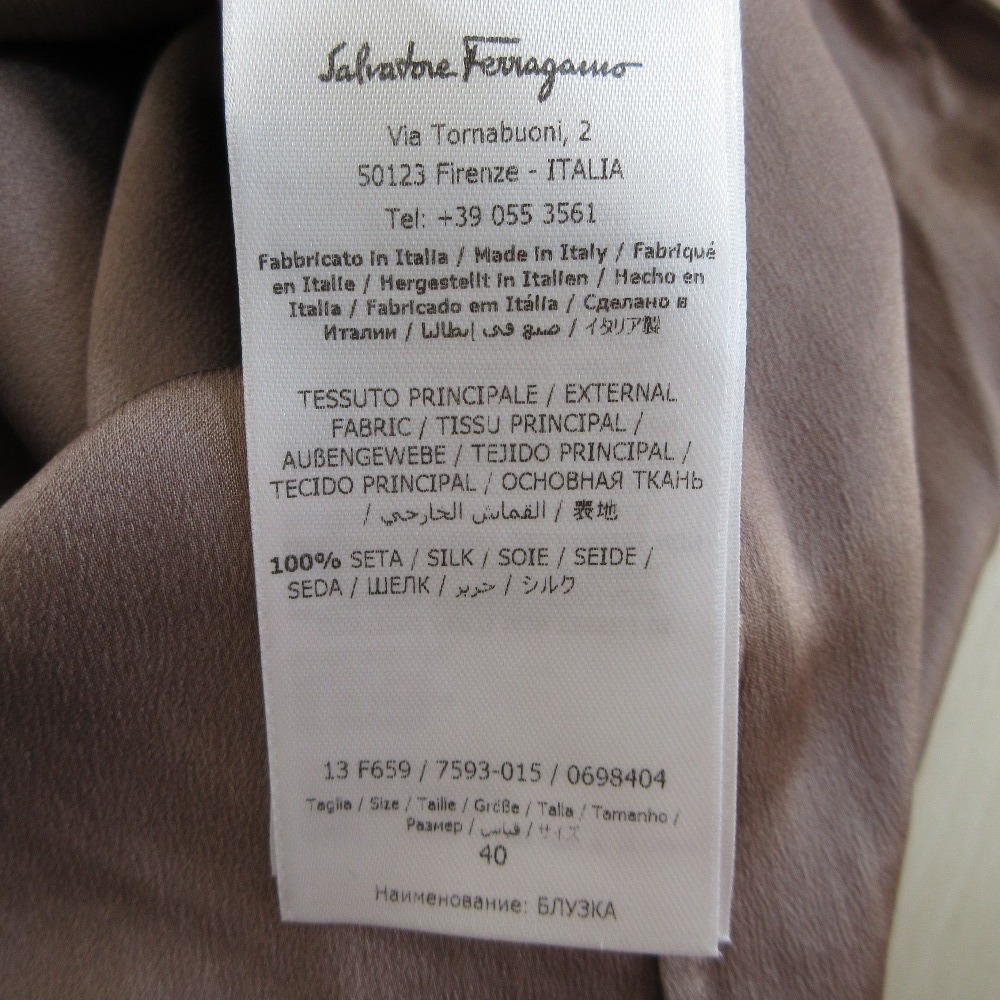 Salvatore Ferragamo
Via Tornabuoni, 2
50123 Firenze - ITALIA
Tel: +39 055 3561
Fabbricato in Italia / Made in Italy / Fabriqué
en Italie / Hergestellt in Italien / Hecho en
Italia / Fabricado em Itália / Сделано в
Италии / صنع في إيطاليا / イタリア製
TESSUTO PRINCIPALE / EXTERNAL
FABRIC / TISSU PRINCIPAL /
AUßENGEWEBE / TEJIDO PRINCIPAL /
TECIDO PRINCIPAL / ОСНОВНАЯ ТКАНЬ
/ القماش الخارجي / 表地
100% SETA / SILK / SOIE / SEIDE /
SEDA / ШЕЛК / حرير / シルク
13 F659 / 7593-015 / 0698404
Taglia / Size / Taille / Größe / Talla / Tamanho /
Размер / قياس / サイズ
40
Наименование: БЛУЗКА